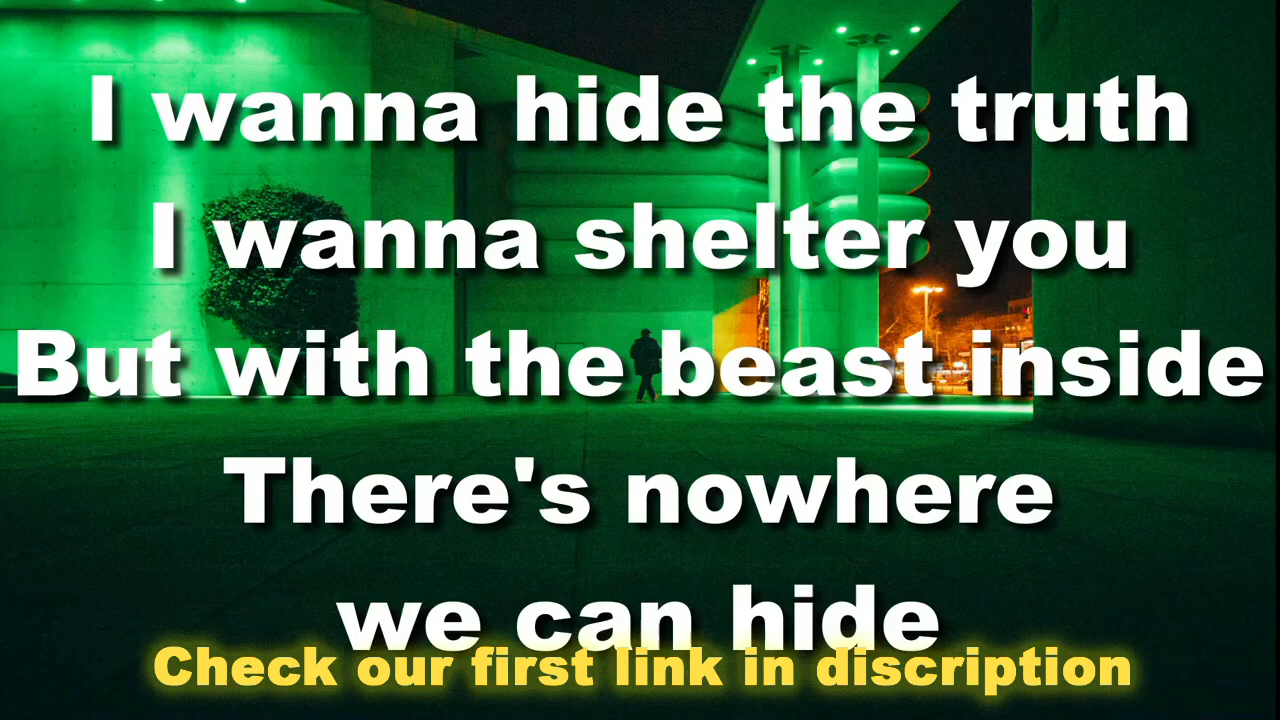 I wanna hide the truth
I wanna shelter you
But with the beast inside
There's nowhere
we can hide
Check our first link in discription